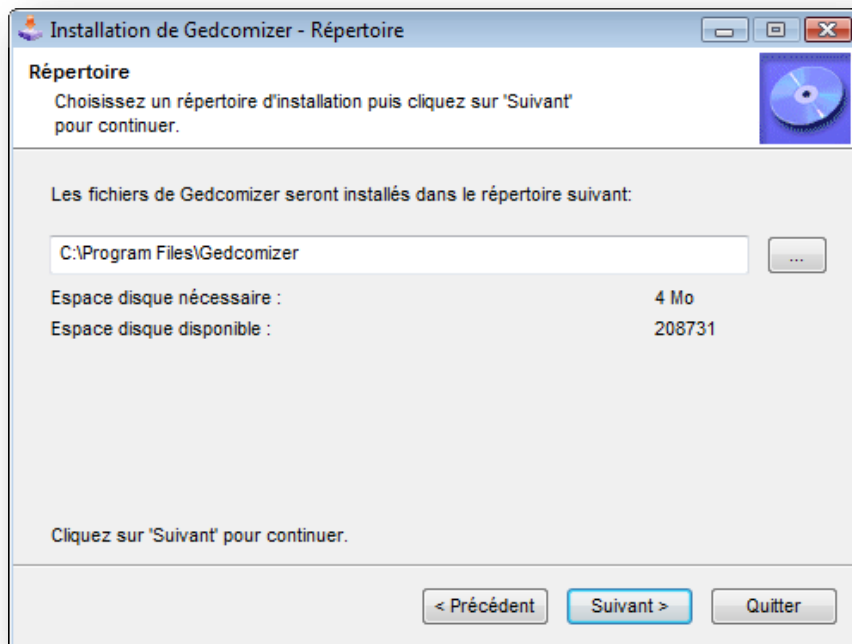 Installation de Gedcomizer - Répertoire
Répertoire
Choisissez un répertoire d'installation puis cliquez sur 'Suivant'
pour continuer.
Les fichiers de Gedcomizer seront installés dans le répertoire suivant:
C:\Program Files\Gedcomizer
...
Espace disque nécessaire : 4 Mo
Espace disque disponible : 208731
Cliquez sur 'Suivant' pour continuer.
< Précédent Suivant > Quitter